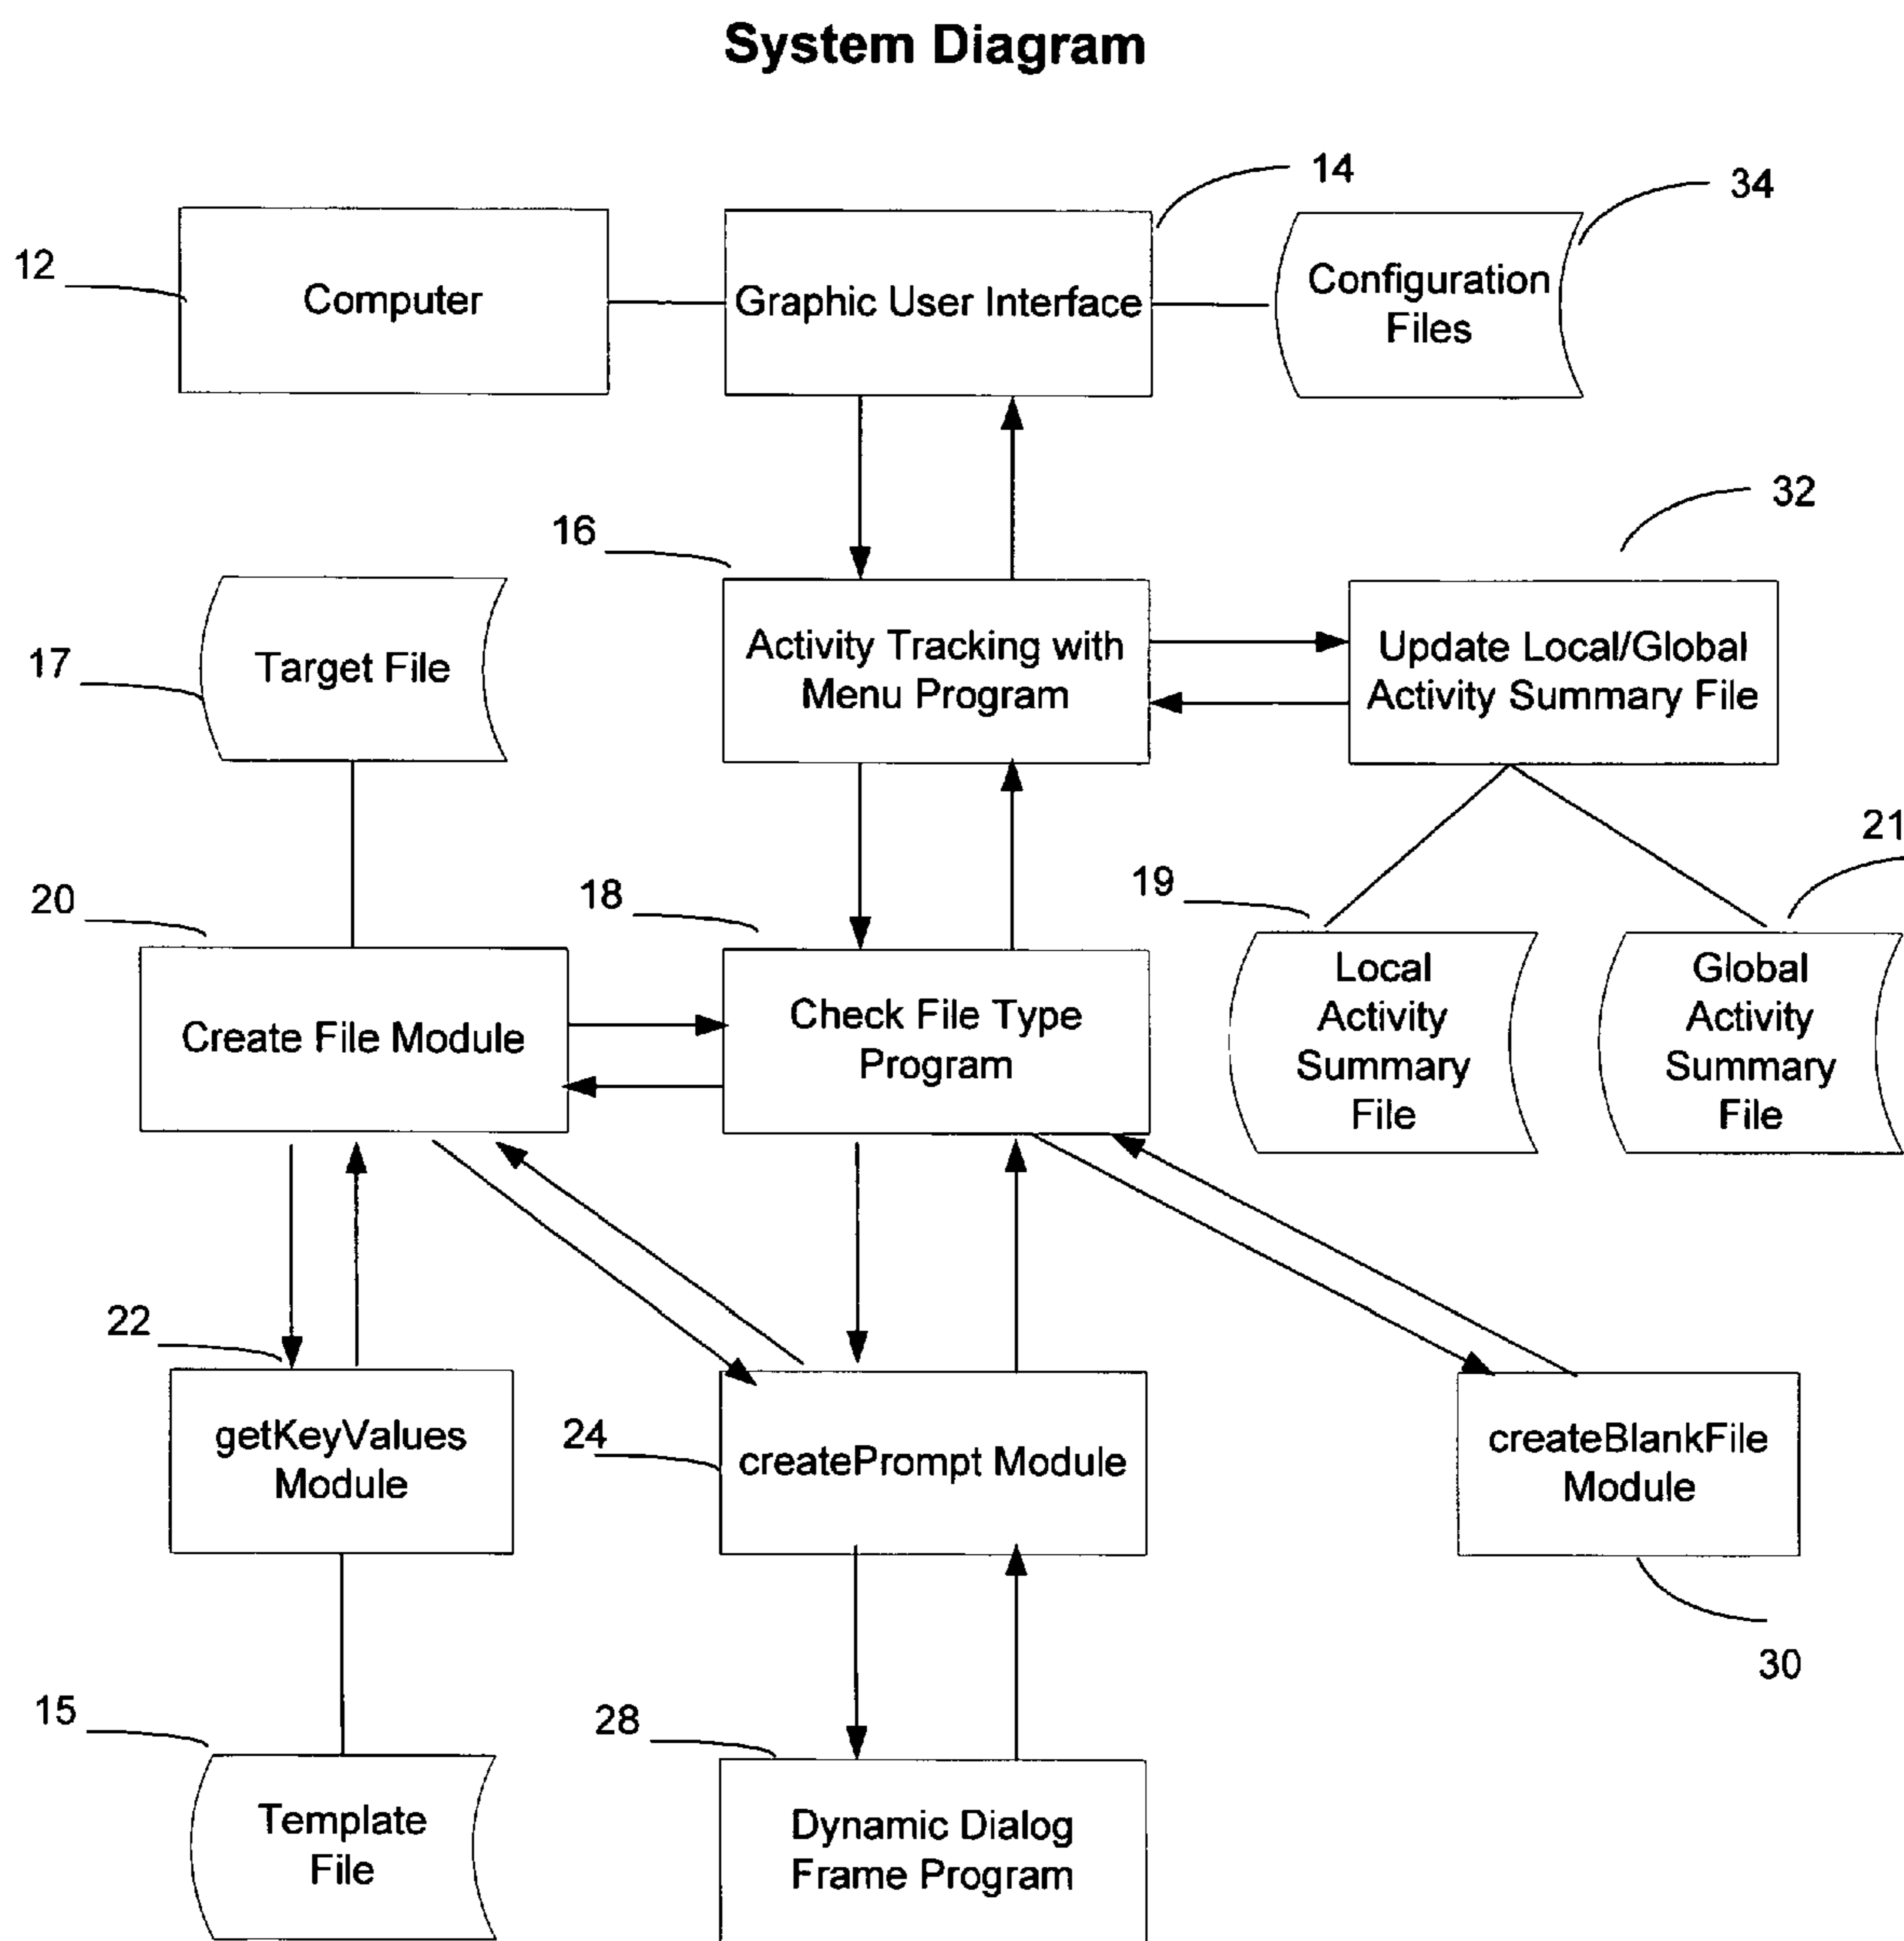 System Diagram
14
34
12
Computer
Graphic User Interface
Configuration
Files
32
16
17
Target File
Activity Tracking with
Menu Program
Update Local/Global
Activity Summary File
21
20
18
19
Create File Module
Check File Type
Program
Local
Activity
Summary
File
Global
Activity
Summary
File
22
24
getKeyValues
Module
createPrompt Module
createBlankFile
Module
30
15
28
Template
File
Dynamic Dialog
Frame Program